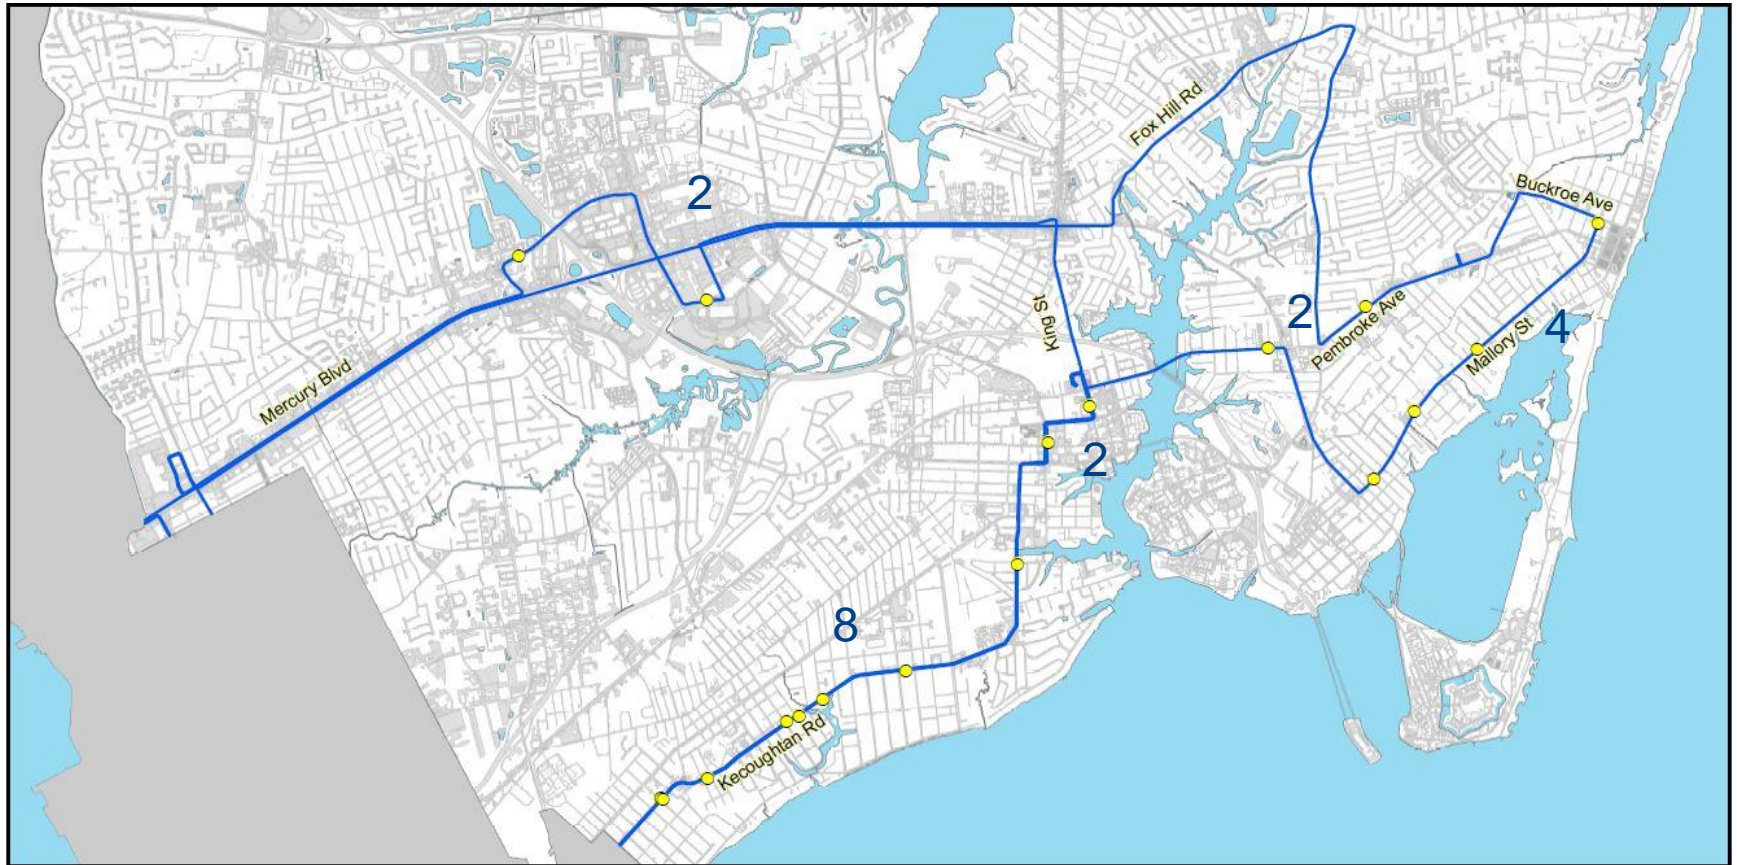 Fox Hill Rd
2
Buckroe Ave
King St
2
Pembroke Ave
Mallory St
4
Mercury Blvd
2
8
Kecoughtan Rd